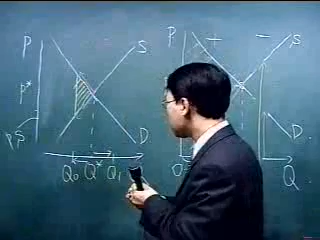 P S
P*
PS
D
Q₀ Q* Q₁
P + − S
D
O Q